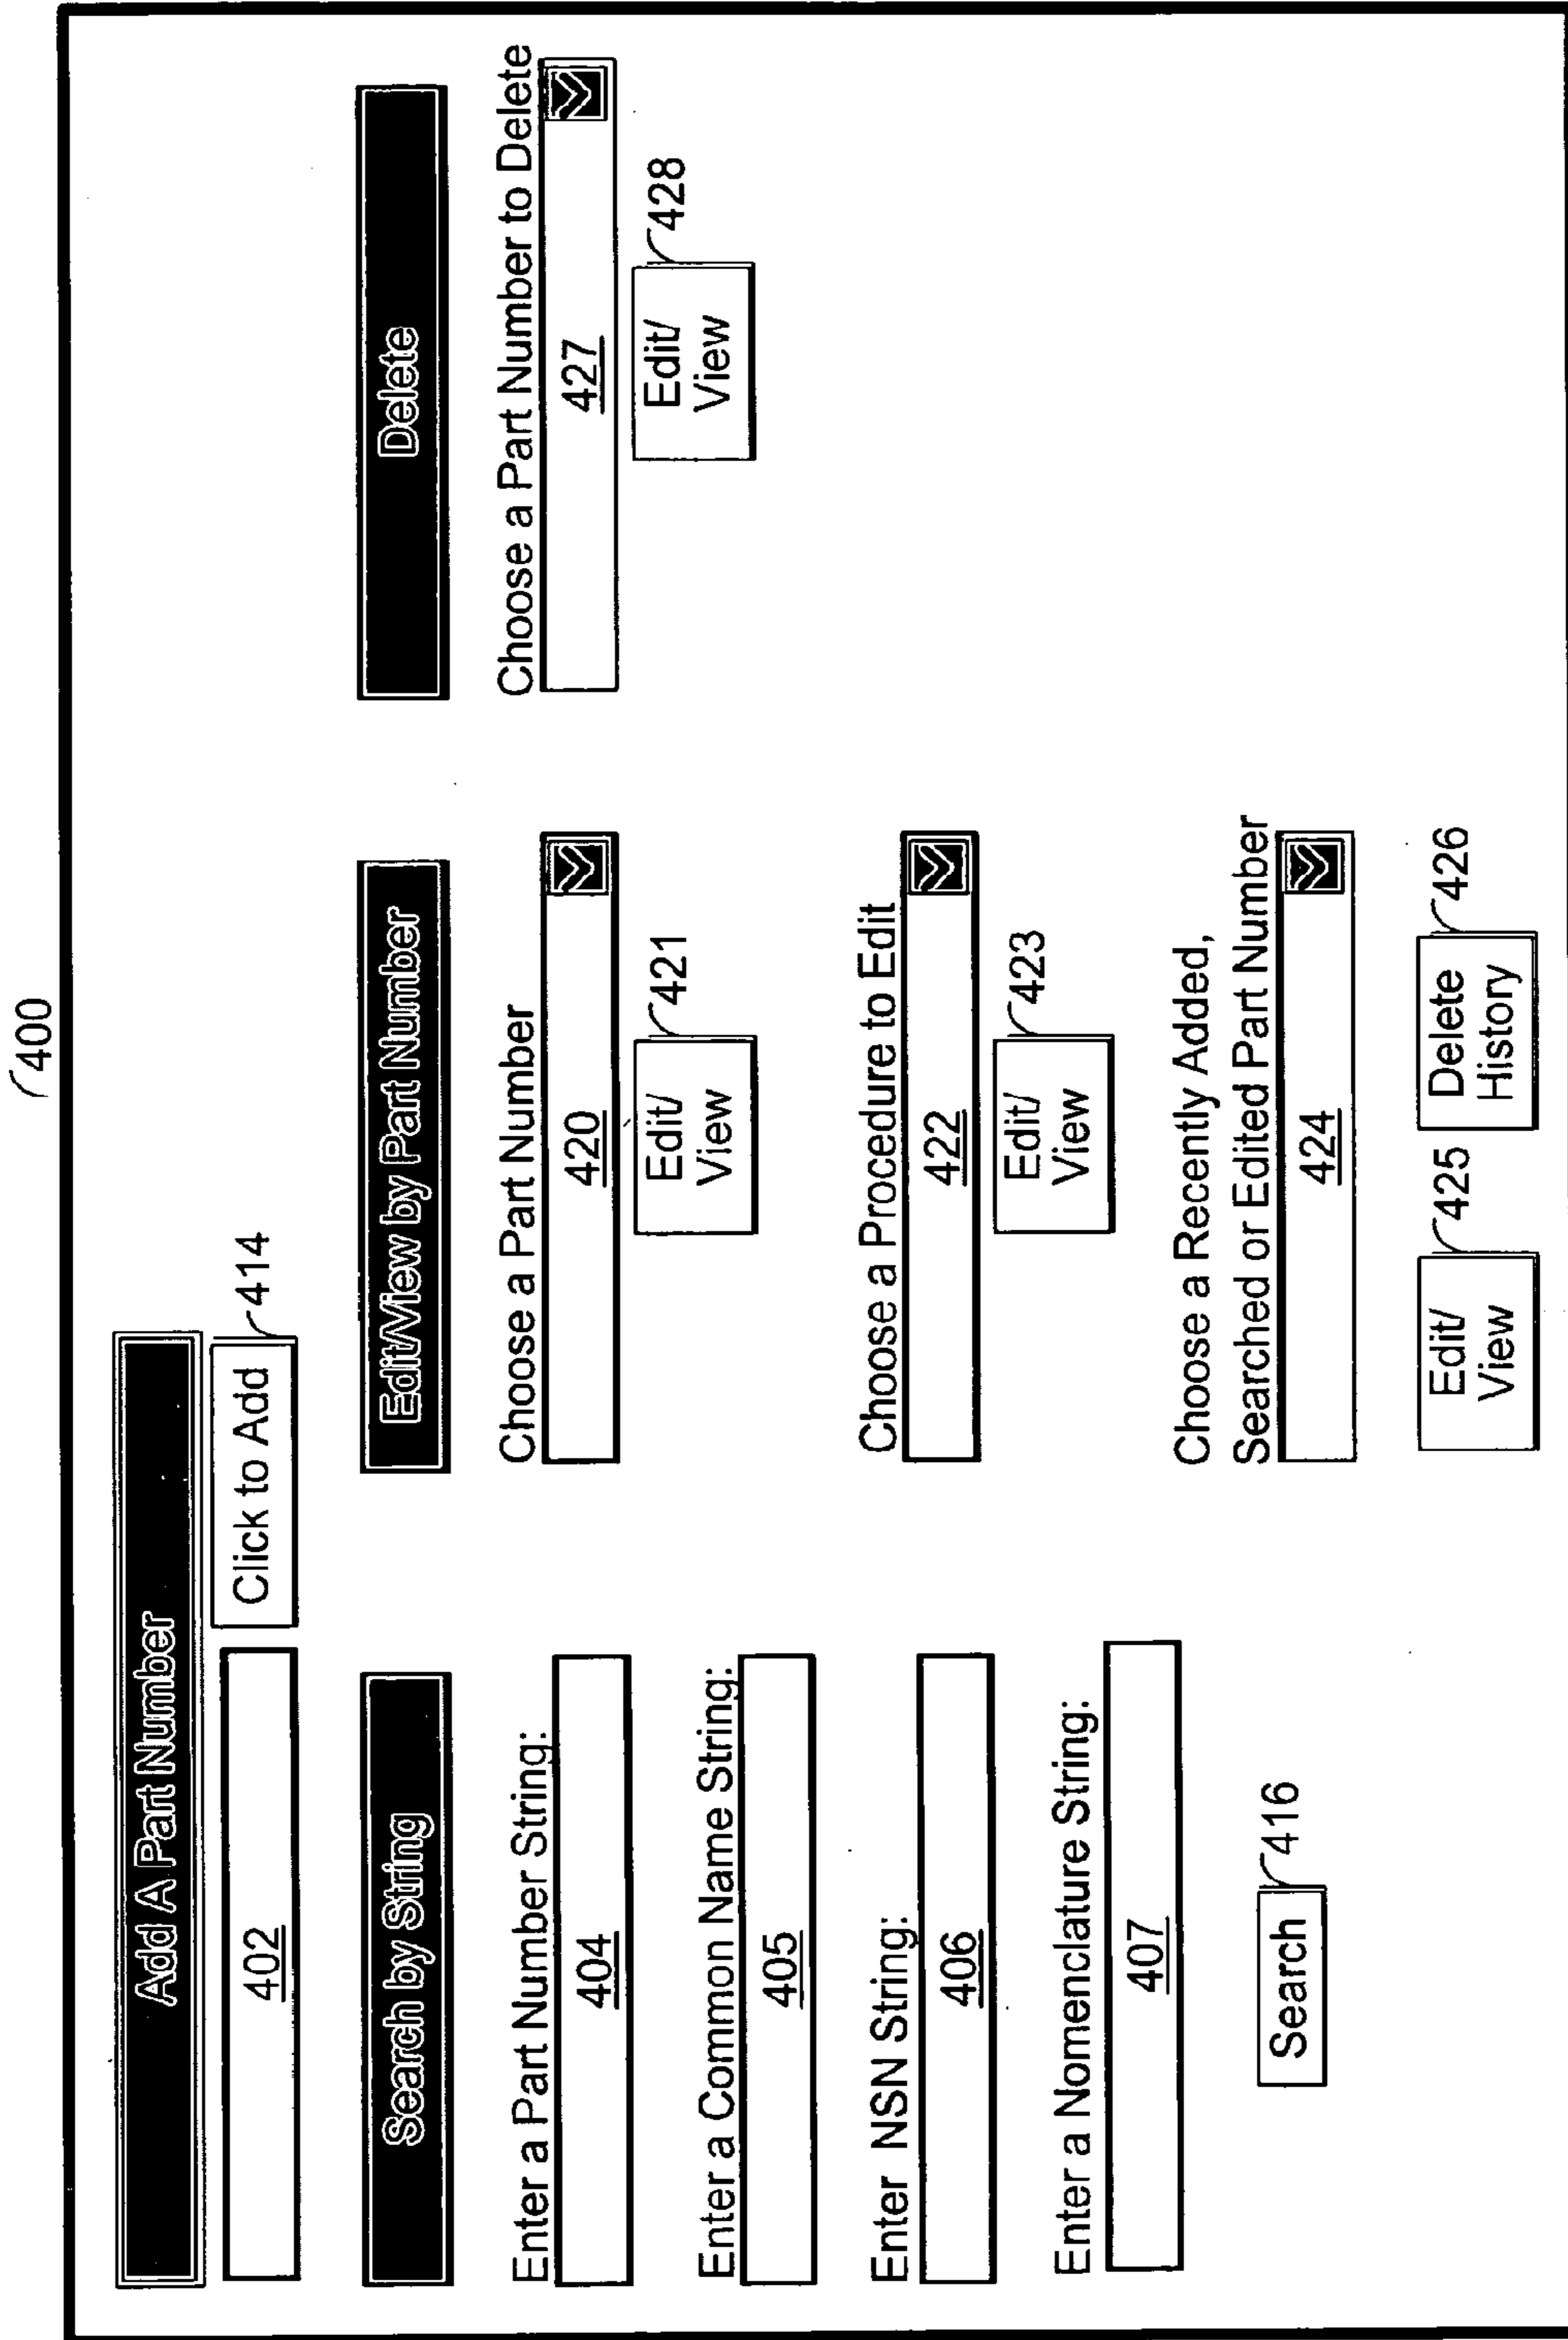 400
Add A Part Number
402
Click to Add
414
Search by String
Enter a Part Number String:
404
Enter a Common Name String:
405
Enter NSN String:
406
Enter a Nomenclature String:
407
Search
416
Edit/View by Part Number
Choose a Part Number
420
Edit/
View
421
Choose a Procedure to Edit
422
Edit/
View
423
Choose a Recently Added,
Searched or Edited Part Number
424
Edit/
View
425
Delete
History
426
Delete
Choose a Part Number to Delete
427
Edit/
View
428